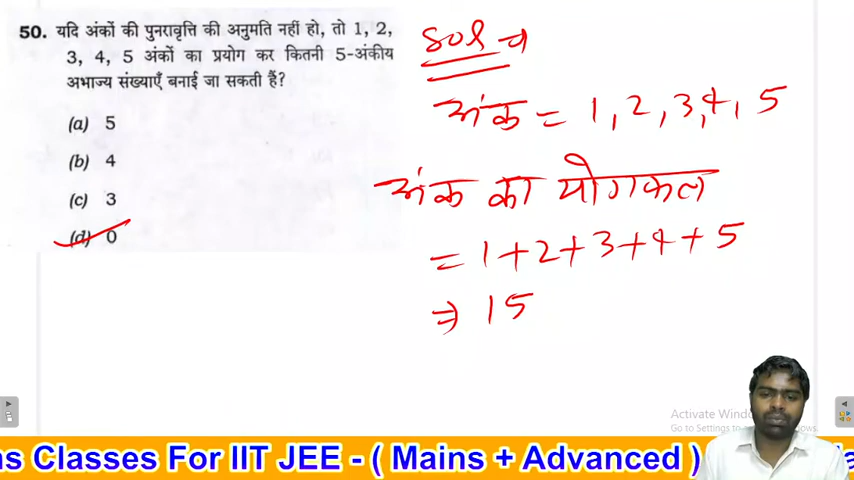 50. यदि अंकों की पुनरावृत्ति की अनुमति नहीं हो, तो 1, 2,
3, 4, 5 अंकों का प्रयोग कर कितनी 5-अंकीय
अभाज्य संख्याएँ बनाई जा सकती हैं?
(a) 5
(b) 4
(c) 3
(d) 0
अंक = 1, 2, 3, 4, 5
अंक का योगफल
= 1+2+3+4+5
⇒ 15
Activate Windo
Go to Settings to windows
ns Classes For IIT JEE - ( Mains + Advanced )